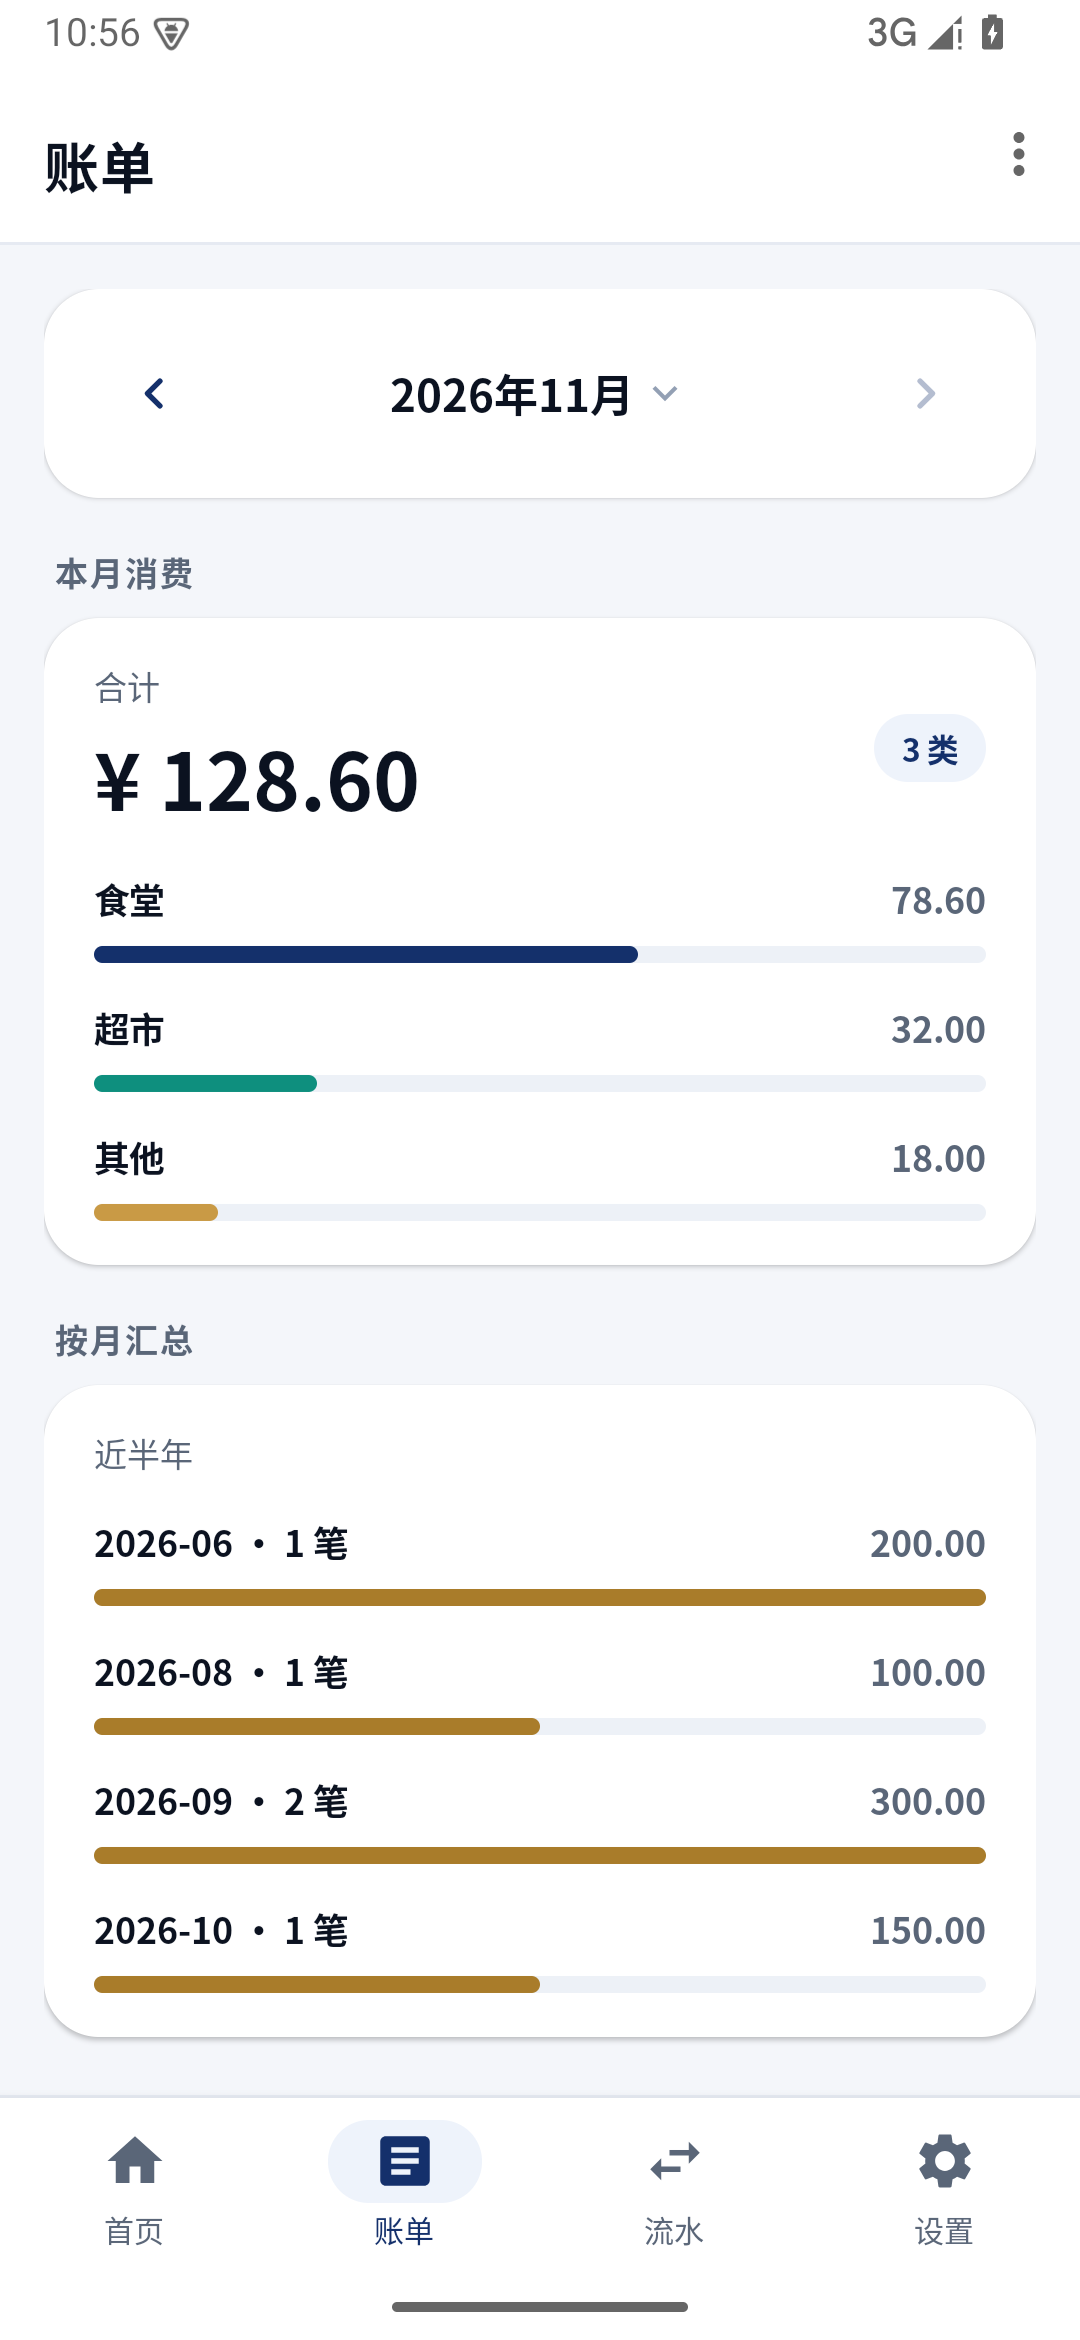 10:56
3G
账单
2026年11月
本月消费
合计
¥ 128.60
3 类
食堂
78.60
超市
32.00
其他
18.00
按月汇总
近半年
2026-06 · 1 笔
200.00
2026-08 · 1 笔
100.00
2026-09 · 2 笔
300.00
2026-10 · 1 笔
150.00
首页
账单
流水
设置